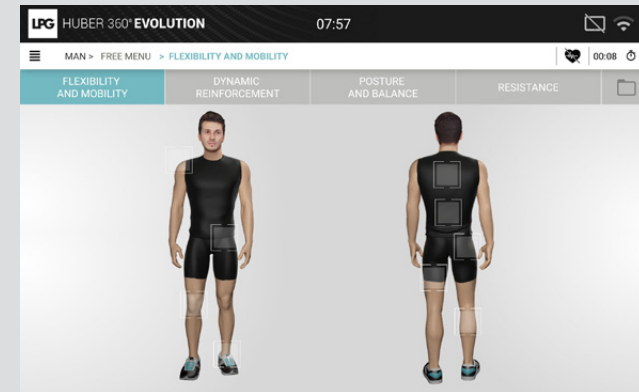 LPG HUBER 360° EVOLUTION 07:57
MAN > FREE MENU > FLEXIBILITY AND MOBILITY 00:08
FLEXIBILITY AND MOBILITY
DYNAMIC REINFORCEMENT
POSTURE AND BALANCE
RESISTANCE